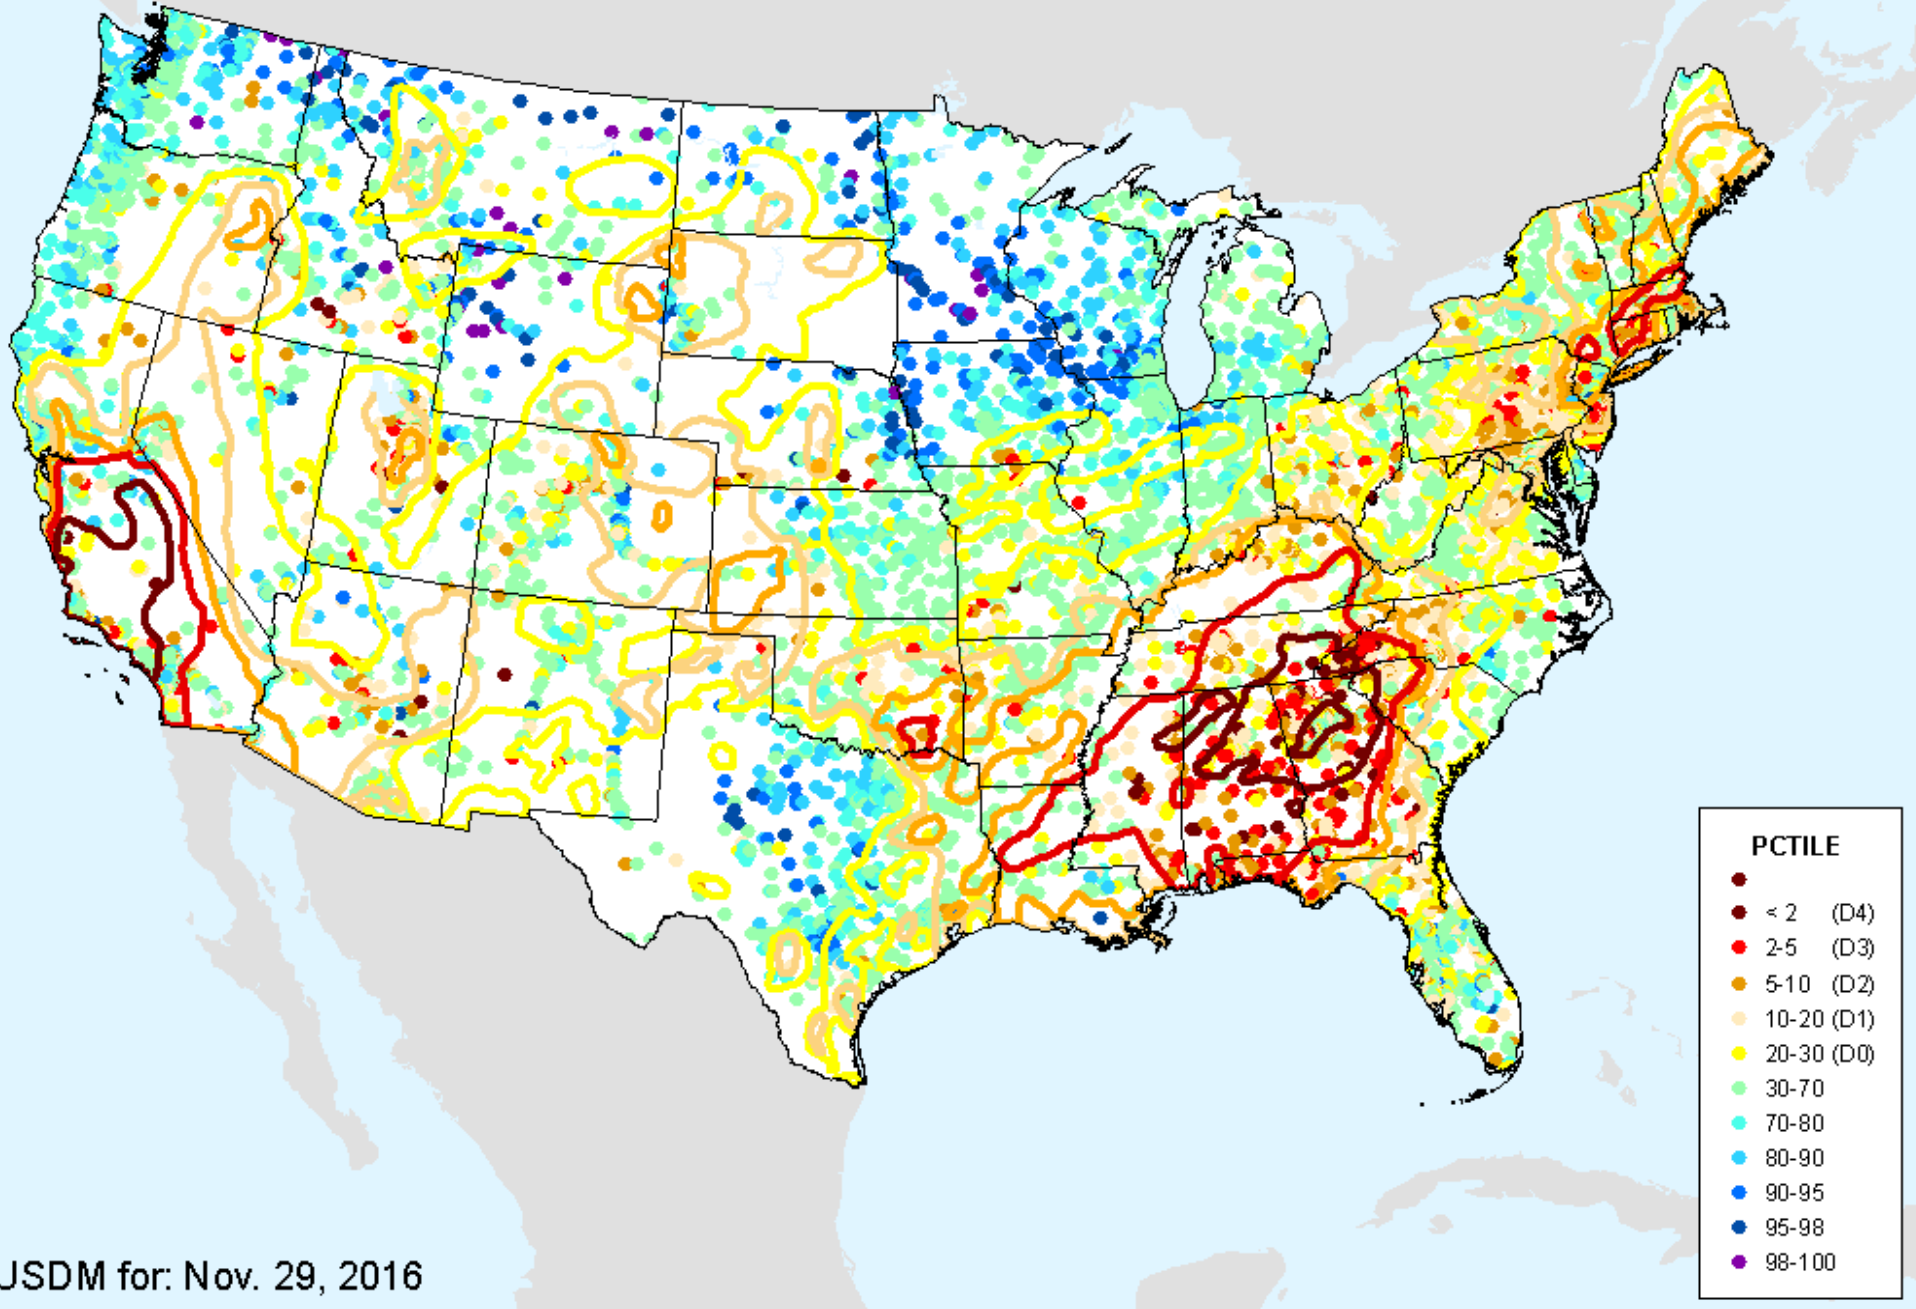 PCTILE
< 2 (D4)
2-5 (D3)
5-10 (D2)
10-20 (D1)
20-30 (D0)
30-70
70-80
80-90
90-95
95-98
98-100
USDM for: Nov. 29, 2016